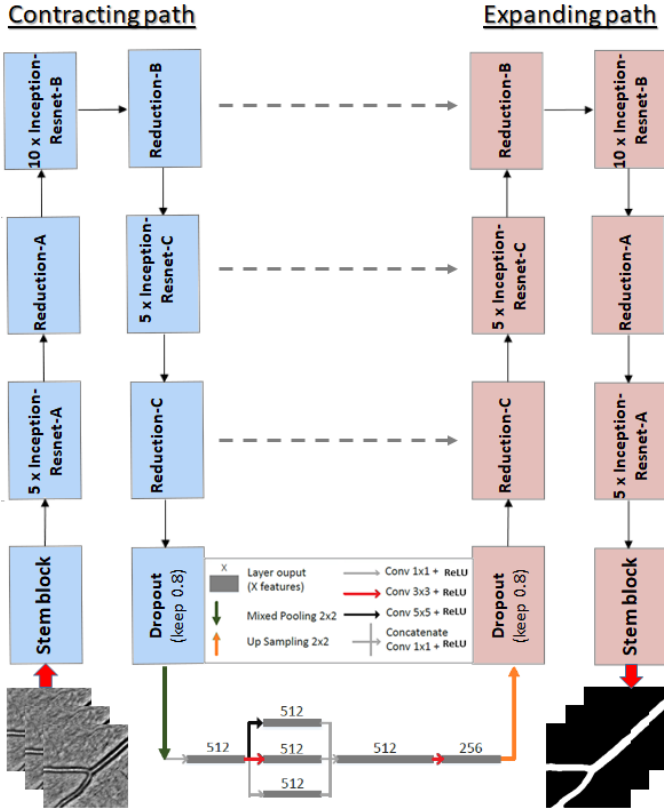 Contracting path
Expanding path
10 x Inception-
Resnet-B
Reduction-B
Reduction-B
10 x Inception-
Resnet-B
Reduction-A
5 x Inception-
Resnet-C
5 x Inception-
Resnet-C
Reduction-A
5 x Inception-
Resnet-A
Reduction-C
Reduction-C
5 x Inception-
Resnet-A
Stem block
Dropout
(keep 0.8)
X
Layer ouput
(X features)
Mixed Pooling 2x2
Up Sampling 2x2
Conv 1x1 + ReLU
Conv 3x3 + ReLU
Conv 5x5 + ReLU
Concatenate
Conv 1x1 + ReLU
Dropout
(keep 0.8)
Stem block
512
512
512
512
512
256